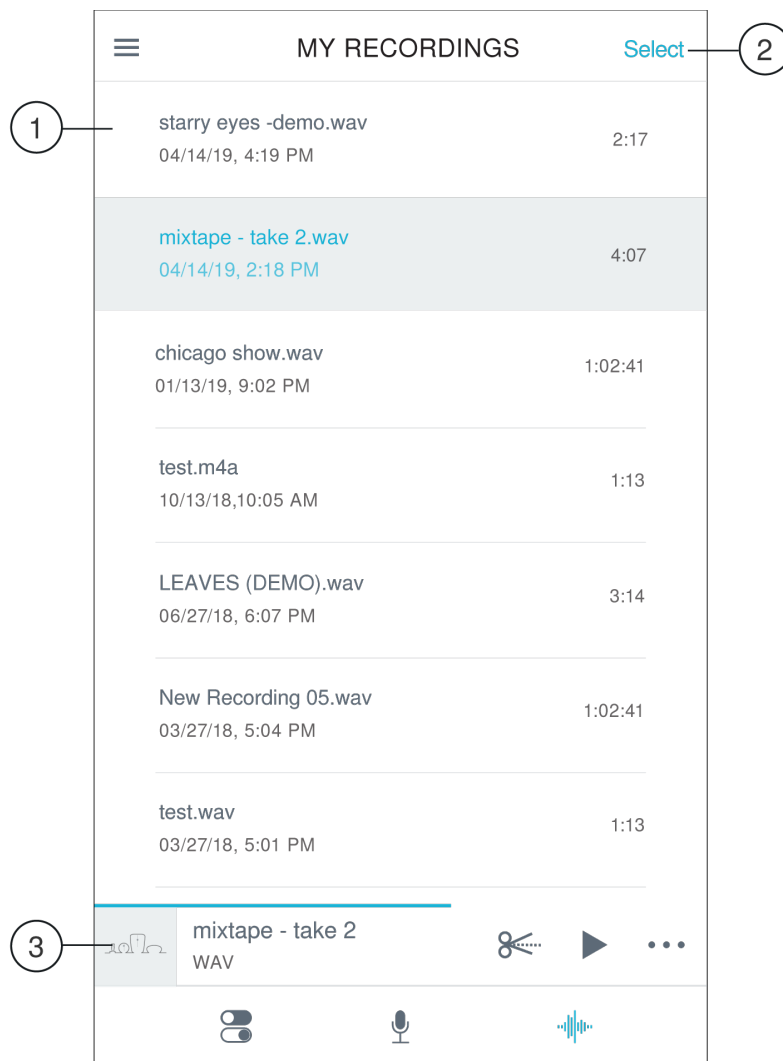 MY RECORDINGS Select 2
1
starry eyes -demo.wav
04/14/19, 4:19 PM
2:17
mixtape - take 2.wav
04/14/19, 2:18 PM
4:07
chicago show.wav
01/13/19, 9:02 PM
1:02:41
test.m4a
10/13/18,10:05 AM
1:13
LEAVES (DEMO).wav
06/27/18, 6:07 PM
3:14
New Recording 05.wav
03/27/18, 5:04 PM
1:02:41
test.wav
03/27/18, 5:01 PM
1:13
3
mixtape - take 2
WAV